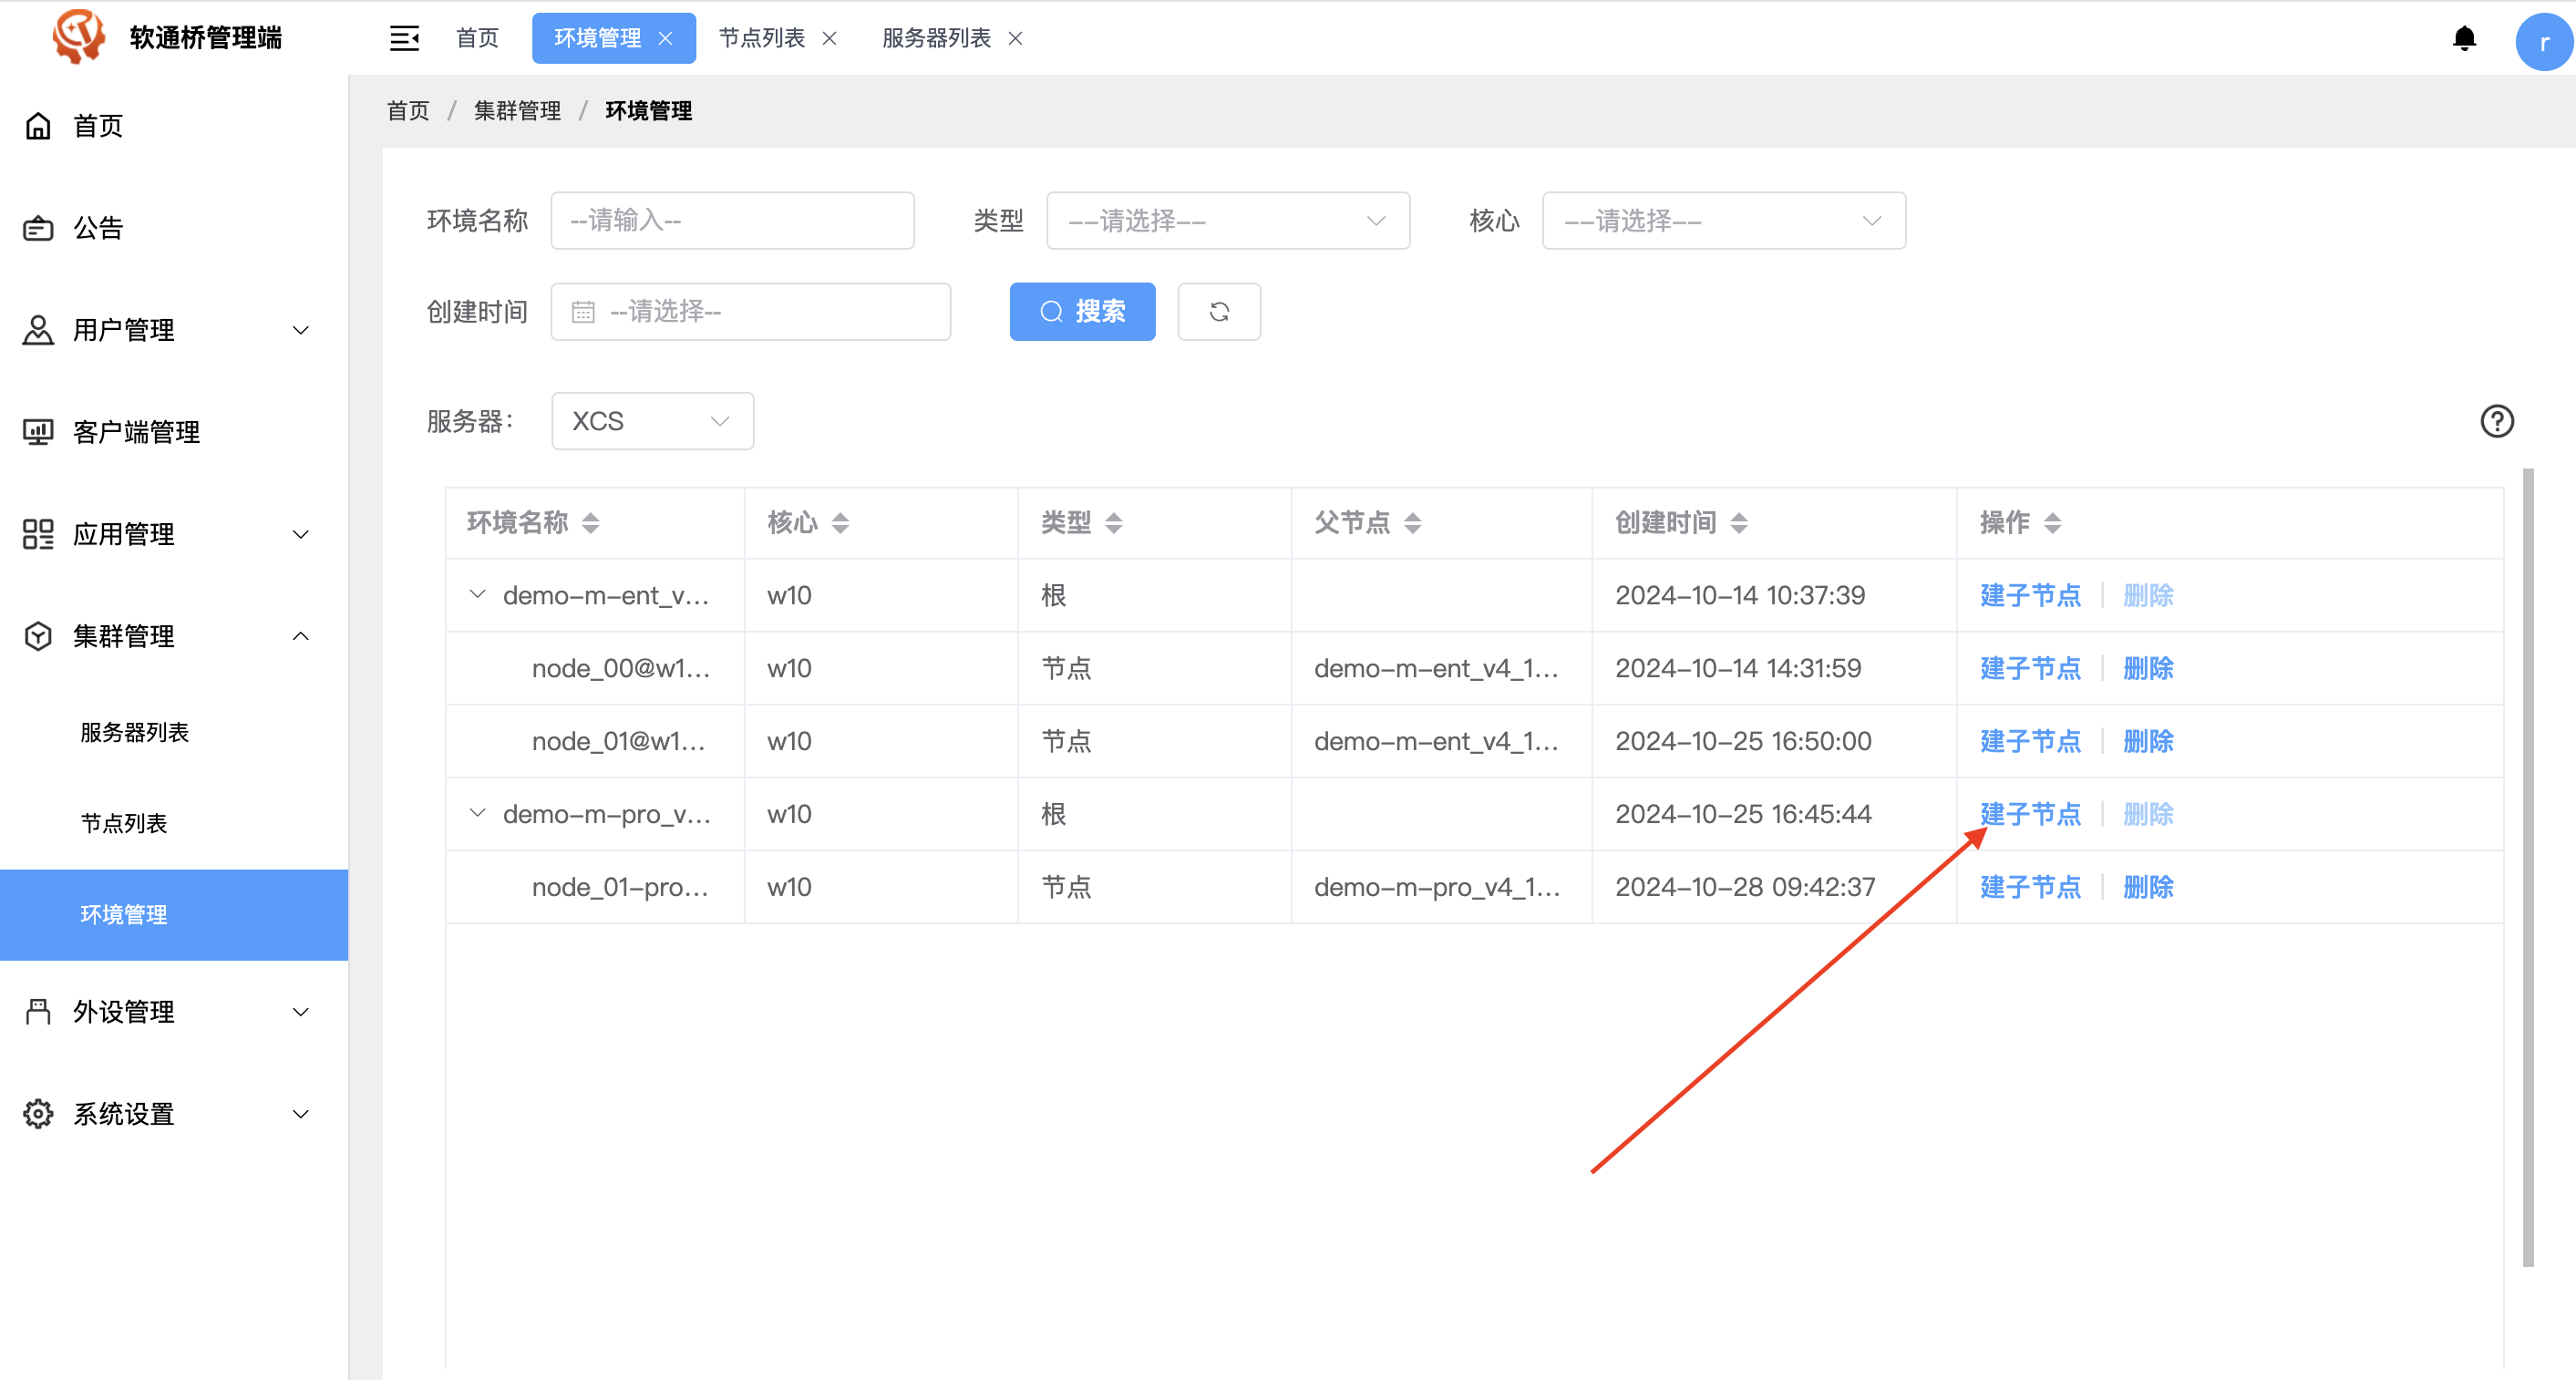 软通桥管理端 首页 环境管理 节点列表 服务器列表 r
首页 / 集群管理 / 环境管理
首页
公告
用户管理
客户端管理
应用管理
集群管理
服务器列表
节点列表
环境管理
外设管理
系统设置
环境名称 --请输入-- 类型 --请选择-- 核心 --请选择--
创建时间 --请选择-- 搜索
服务器： XCS
环境名称 核心 类型 父节点 创建时间 操作
demo-m-ent_v... w10 根 2024-10-14 10:37:39 建子节点 删除
node_00@w1... w10 节点 demo-m-ent_v4_1... 2024-10-14 14:31:59 建子节点 删除
node_01@w1... w10 节点 demo-m-ent_v4_1... 2024-10-25 16:50:00 建子节点 删除
demo-m-pro_v... w10 根 2024-10-25 16:45:44 建子节点 删除
node_01-pro... w10 节点 demo-m-pro_v4_1... 2024-10-28 09:42:37 建子节点 删除